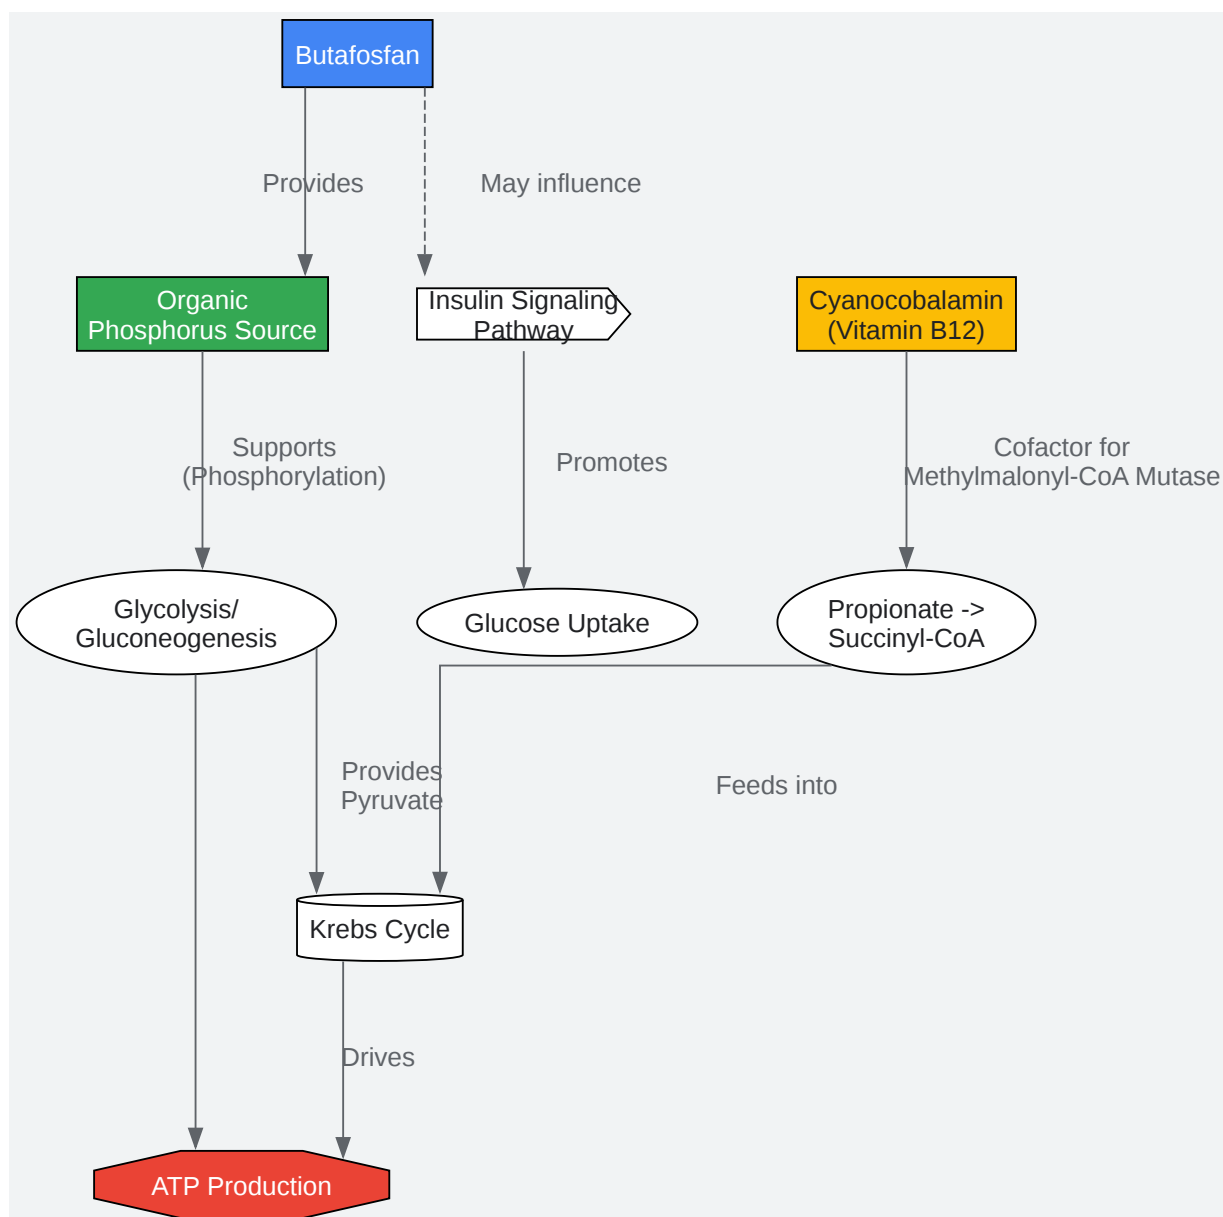 Butafosfan
Provides
May influence
Organic
Phosphorus Source
Insulin Signaling
Pathway
Cyanocobalamin
(Vitamin B12)
Supports
(Phosphorylation)
Promotes
Cofactor for
Methylmalonyl-CoA Mutase
Glycolysis/
Gluconeogenesis
Glucose Uptake
Propionate ->
Succinyl-CoA
Provides
Pyruvate
Feeds into
Krebs Cycle
Drives
ATP Production